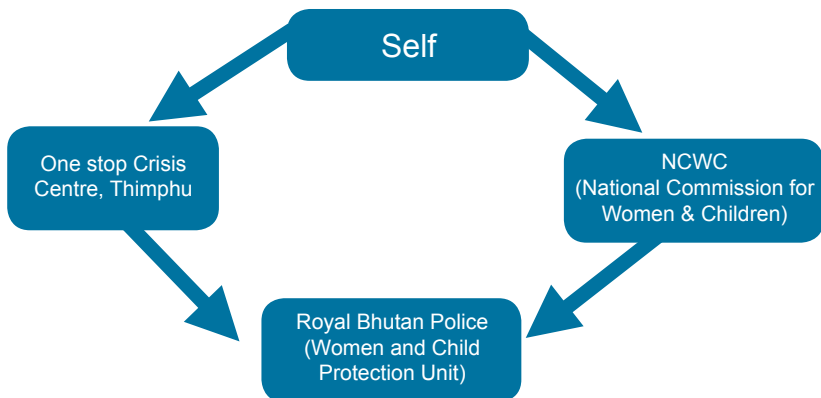 Self
One stop Crisis
Centre, Thimphu
NCWC
(National Commission for
Women & Children)
Royal Bhutan Police
(Women and Child
Protection Unit)